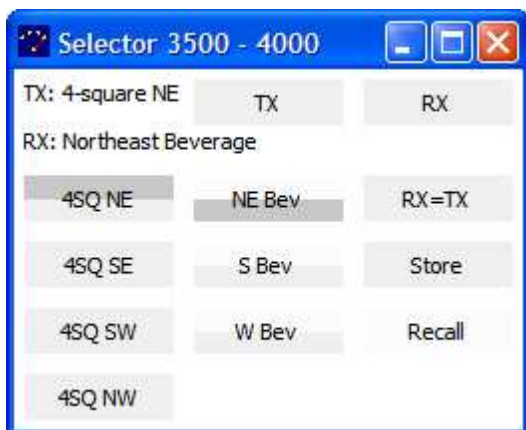 Selector 3500 - 4000
TX: 4-square NE TX RX
RX: Northeast Beverage
4SQ NE NE Bev RX=TX
4SQ SE S Bev Store
4SQ SW W Bev Recall
4SQ NW